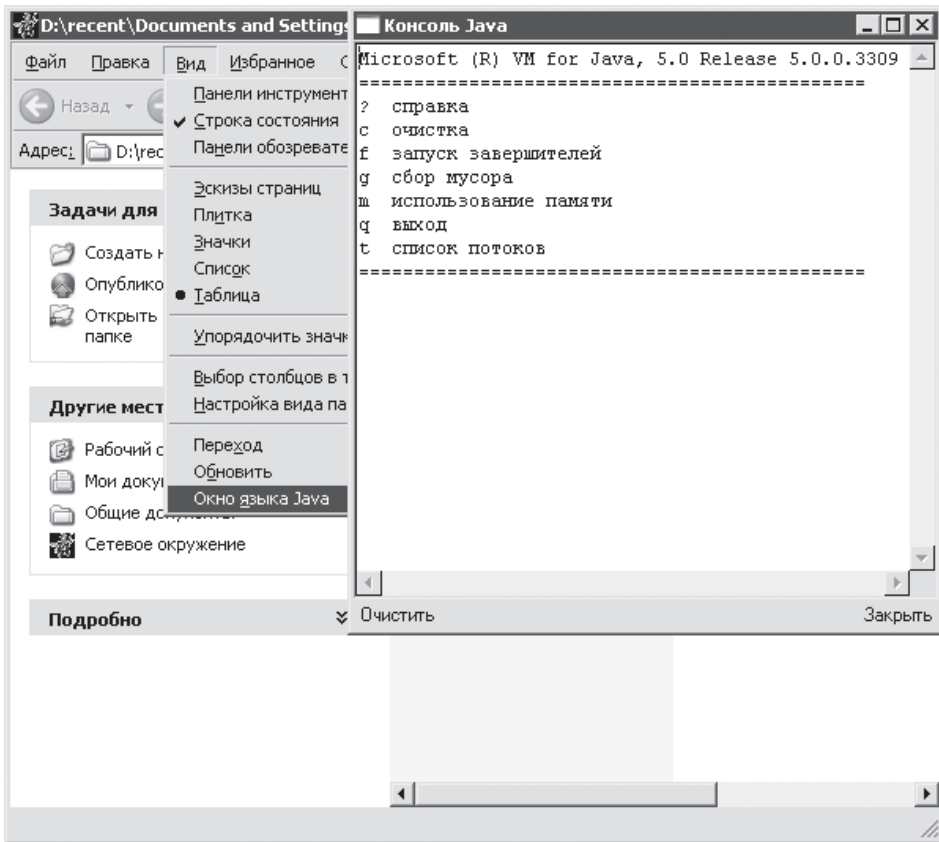 D:\recent\Documents and Settings
Файл Правка Вид Избранное
Назад
Адрес: D:\rec
Панели инструмент
Строка состояния
Панели обозревате
Эскизы страниц
Плитка
Значки
Список
Таблица
Упорядочить значк
Выбор столбцов в т
Настройка вида па
Переход
Обновить
Окно языка Java
Задачи для
Создать н
Опублико
Открыть
папке
Другие мест
Рабочий с
Мои докум
Общие
Сетевое окружение
Подробно
Консоль Java
Microsoft (R) VM for Java, 5.0 Release 5.0.0.3309
==============================================
? справка
c очистка
f запуск завершителей
g сбор мусора
m использование памяти
q выход
t список потоков
==============================================
Очистить Закрыть